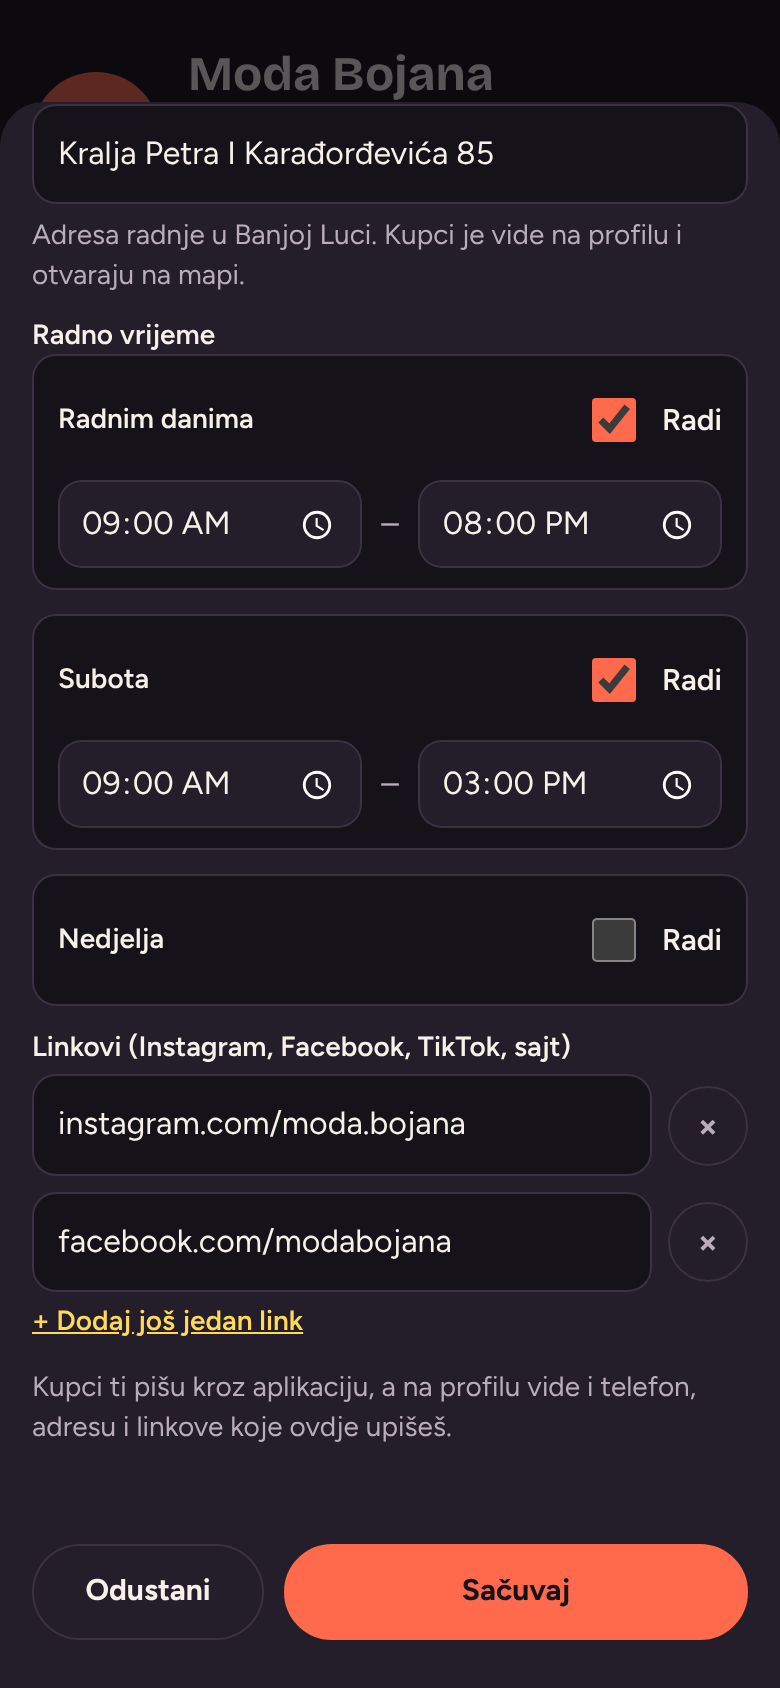 Moda Bojana
Kralja Petra I Karađorđevića 85
Adresa radnje u Banjoj Luci. Kupci je vide na profilu i
otvaraju na mapi.
Radno vrijeme
Radnim danima
Radi
09:00 AM – 08:00 PM
Subota
Radi
09:00 AM – 03:00 PM
Nedjelja
Radi
Linkovi (Instagram, Facebook, TikTok, sajt)
instagram.com/moda.bojana
×
facebook.com/modabojana
×
+ Dodaj još jedan link
Kupci ti pišu kroz aplikaciju, a na profilu vide i telefon,
adresu i linkove koje ovdje upišeš.
Odustani
Sačuvaj